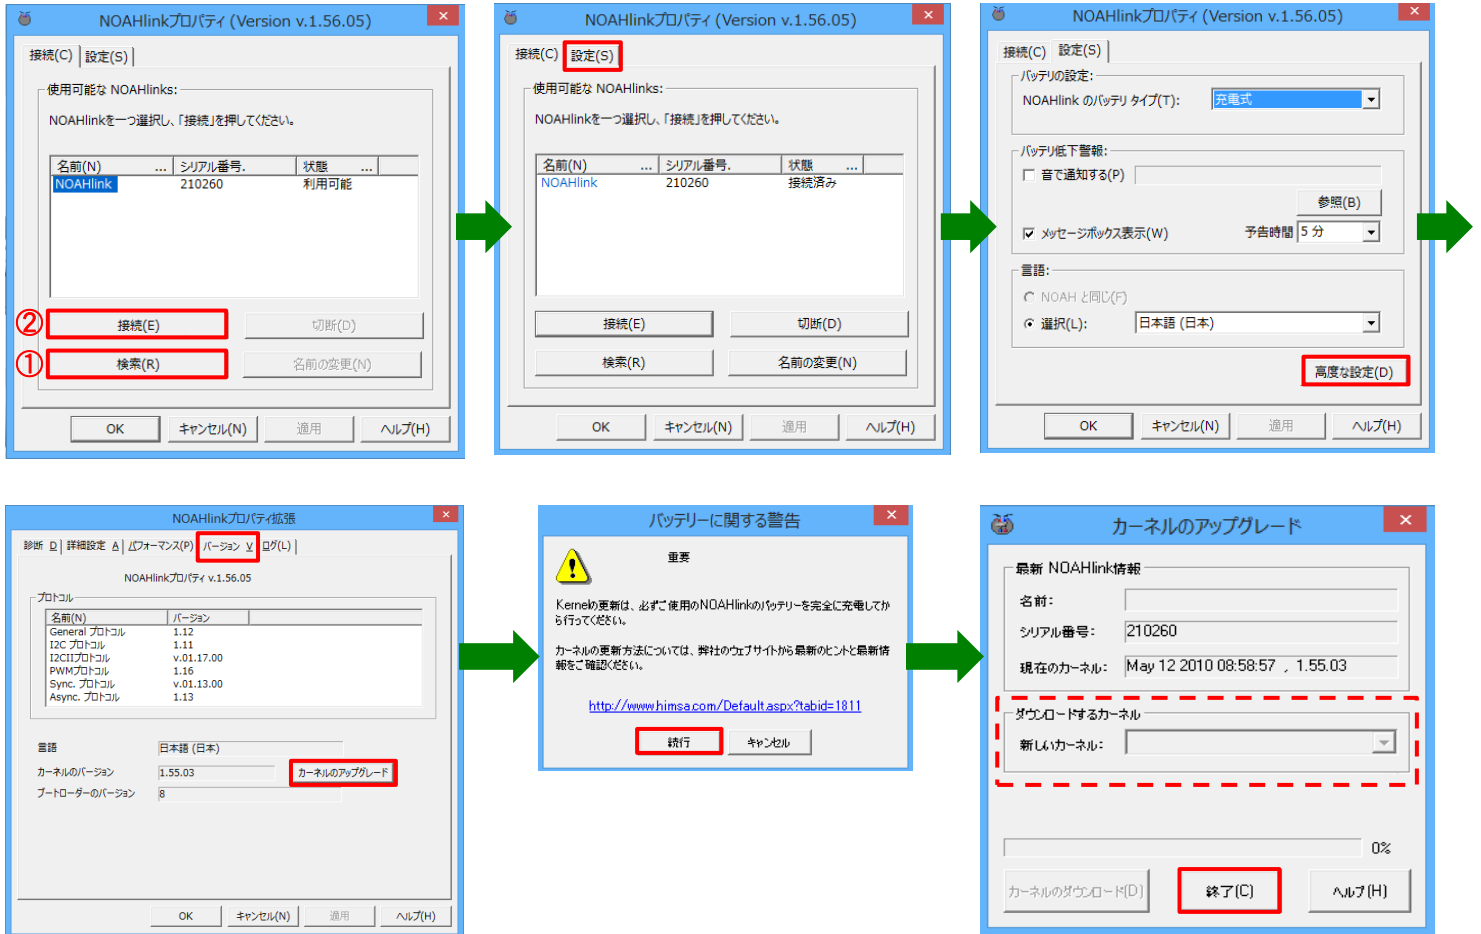 NOAHlinkプロパティ (Version v.1.56.05)
接続(C) 設定(S)
使用可能な NOAHlinks:
NOAHlinkを一つ選択し、「接続」を押してください。
名前(N) ... シリアル番号. 状態 ...
NOAHlink 210260 利用可能
② 接続(E) 切断(D)
① 検索(R) 名前の変更(N)
OK キャンセル(N) 適用 ヘルプ(H)
NOAHlinkプロパティ (Version v.1.56.05)
接続(C) 設定(S)
使用可能な NOAHlinks:
NOAHlinkを一つ選択し、「接続」を押してください。
名前(N) ... シリアル番号. 状態 ...
NOAHlink 210260 接続済み
接続(E) 切断(D)
検索(R) 名前の変更(N)
OK キャンセル(N) 適用 ヘルプ(H)
NOAHlinkプロパティ (Version v.1.56.05)
接続(C) 設定(S)
バッテリの設定:
NOAHlink のバッテリ タイプ(T): 充電式
バッテリ低下警報:
音で通知する(P)
参照(B)
メッセージボックス表示(W) 予告時間 5 分
言語:
NOAH と同じ(F)
選択(L): 日本語 (日本)
高度な設定(D)
OK キャンセル(N) 適用 ヘルプ(H)
NOAHlinkプロパティ拡張
診断 D 詳細設定 A パフォーマンス(P) バージョン V ログ(L)
NOAHlinkプロパティ v.1.56.05
プロトコル
名前(N) バージョン
General プロトコル 1.12
I2C プロトコル 1.11
I2CIIプロトコル v.01.17.00
PWMプロトコル 1.16
Sync. プロトコル v.01.13.00
Async. プロトコル 1.13
言語 日本語 (日本)
カーネルのバージョン 1.55.03 カーネルのアップグレード
ブートローダーのバージョン 8
OK キャンセル(N) 適用 ヘルプ(H)
バッテリーに関する警告
重要
Kernelの更新は、必ずご使用のNOAHlinkのバッテリーを完全に充電してか
ら行ってください。
カーネルの更新方法については、弊社のウェブサイトから最新のヒントと最新情
報をご確認ください。
http://www.himsa.com/Default.aspx?tabid=1811
続行 キャンセル
カーネルのアップグレード
最新 NOAHlink情報
名前:
シリアル番号: 210260
現在のカーネル: May 12 2010 08:58:57 , 1.55.03
ダウンロードするカーネル
新しいカーネル:
0%
カーネルのダウンロード[D] 終了(C) ヘルプ(H)